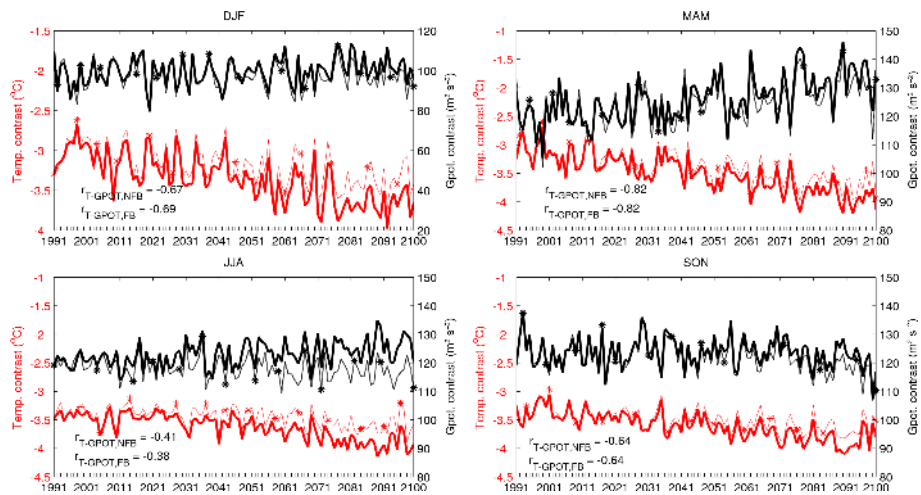 DJF
-1.5
-2
-2.5
-3
-3.5
-4
Temp. contrast (°C)
120
100
80
60
40
20
Gpot. contrast (m² s⁻²)
r T-GPOT,NFB = -0.67
r T-GPOT,FB = -0.69
1991 2001 2011 2021 2031 2041 2051 2061 2071 2081 2091 2100
MAM
-1
-1.5
-2
-2.5
-3
-3.5
-4
-4.5
Temp. contrast (°C)
150
140
130
120
110
100
90
80
Gpot. contrast (m² s⁻²)
r T-GPOT,NFB = -0.82
r T-GPOT,FB = -0.82
1991 2001 2011 2021 2031 2041 2051 2061 2071 2081 2091 2100
JJA
-1
-1.5
-2
-2.5
-3
-3.5
-4
-4.5
Temp. contrast (°C)
150
140
130
120
110
100
90
80
Gpot. contrast (m² s⁻²)
r T-GPOT,NFB = -0.41
r T-GPOT,FB = -0.38
1991 2001 2011 2021 2031 2041 2051 2061 2071 2081 2091 2100
SON
-1
-1.5
-2
-2.5
-3
-3.5
-4
-4.5
Temp. contrast (°C)
150
140
130
120
110
100
90
80
Gpot. contrast (m² s⁻²)
r T-GPOT,NFB = -0.64
r T-GPOT,FB = -0.64
1991 2001 2011 2021 2031 2041 2051 2061 2071 2081 2091 2100